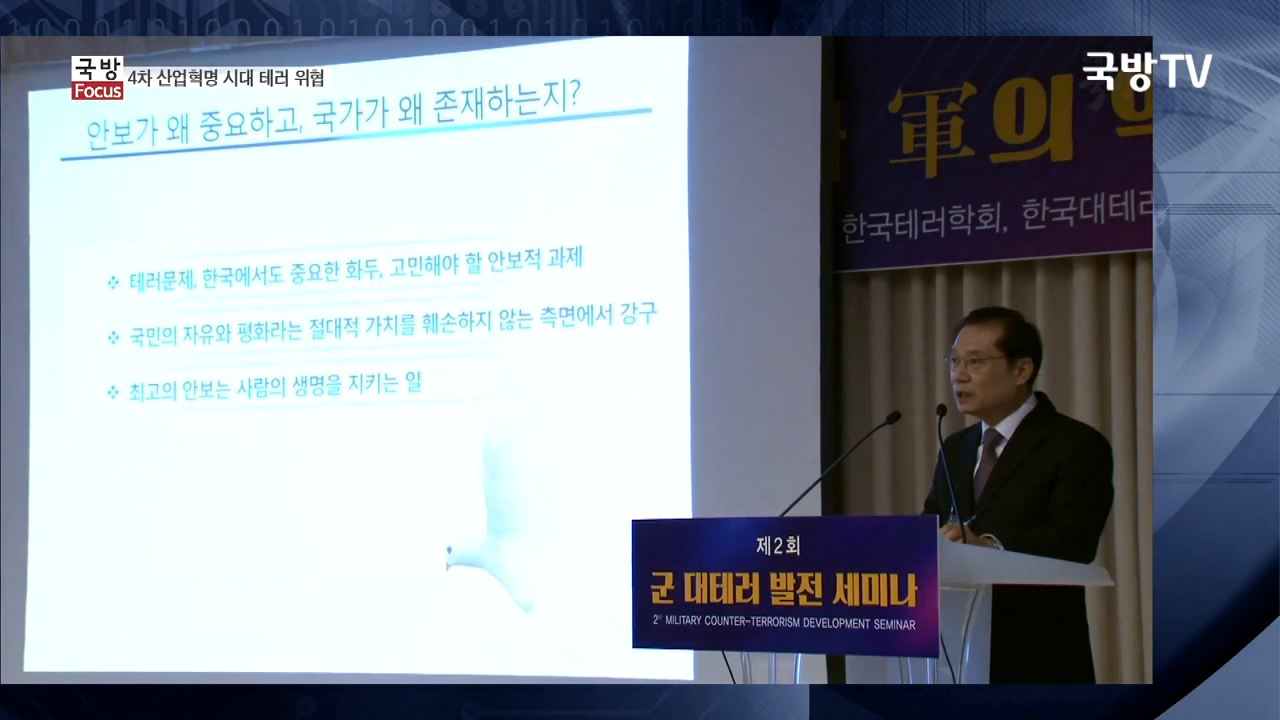 국방
Focus
4차 산업혁명 시대 테러 위협
국방TV
안보가 왜 중요하고, 국가가 왜 존재하는지?
테러문제, 한국에서도 중요한 화두, 고민해야 할 안보적 과제
국민의 자유와 평화라는 절대적 가치를 훼손하지 않는 측면에서 강구
최고의 안보는 사람의 생명을 지키는 일
軍의
한국테러학회, 한국대테러
제2회
군 대테러 발전 세미나
MILITARY COUNTER-TERRORISM DEVELOPMENT SEMINAR